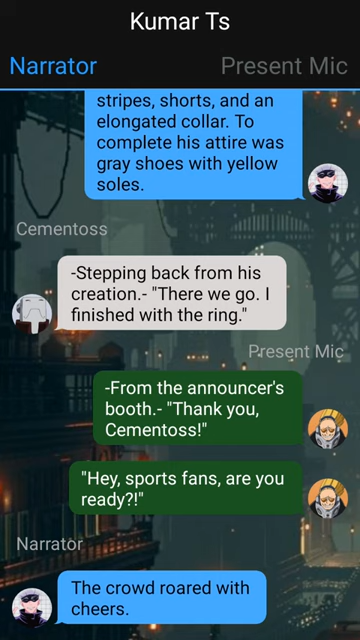 Kumar Ts
Narrator
Present Mic
stripes, shorts, and an
elongated collar. To
complete his attire was
gray shoes with yellow
soles.
Cementoss
-Stepping back from his
creation.- "There we go. I
finished with the ring."
Present Mic
-From the announcer's
booth.- "Thank you,
Cementoss!"
"Hey, sports fans, are you
ready?!"
Narrator
The crowd roared with
cheers.